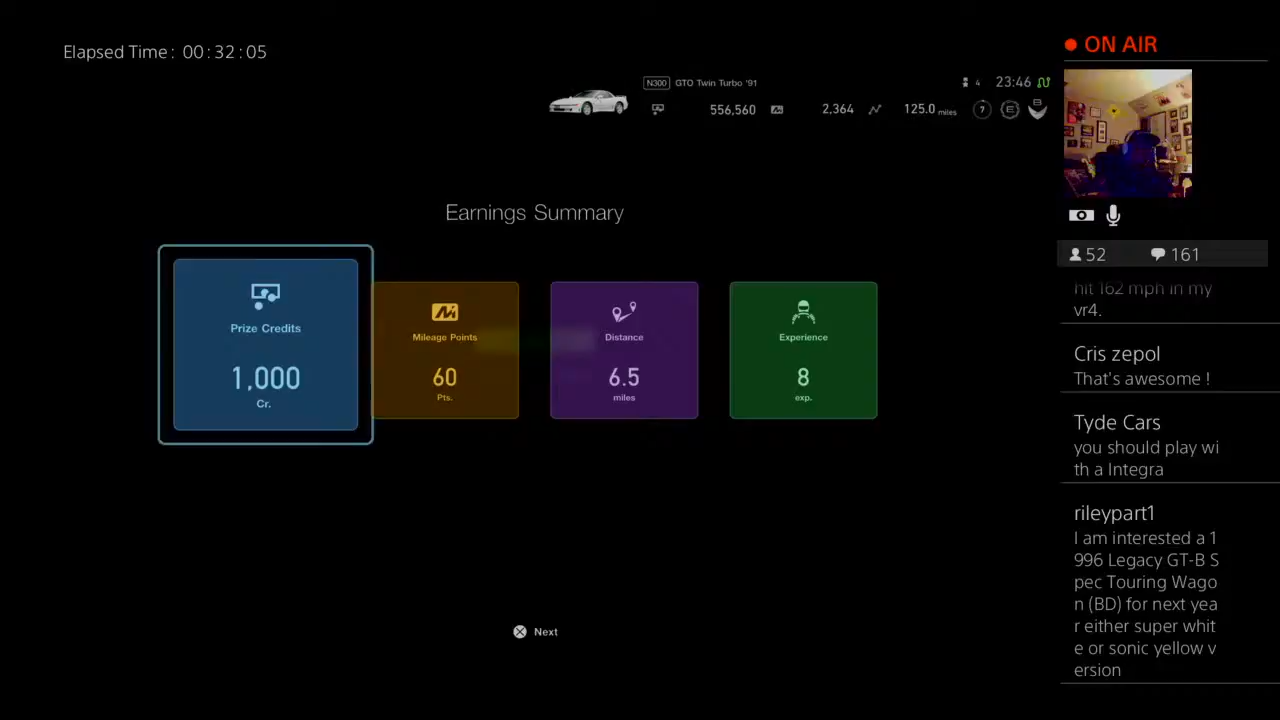 Elapsed Time: 00:32:05
ON AIR
N300 GTO Twin Turbo '91
4 23:46
556,560 2,364 125.0 miles 7 E B
Earnings Summary
Prize Credits
1,000
Cr.
Mileage Points
60
Pts.
Distance
6.5
miles
Experience
8
exp.
Next
52 161
hit 162 mph in my
vr4.
Cris zepol
That's awesome !
Tyde Cars
you should play wi
th a Integra
rileypart1
I am interested a 1
996 Legacy GT-B S
pec Touring Wago
n (BD) for next yea
r either super whit
e or sonic yellow v
ersion